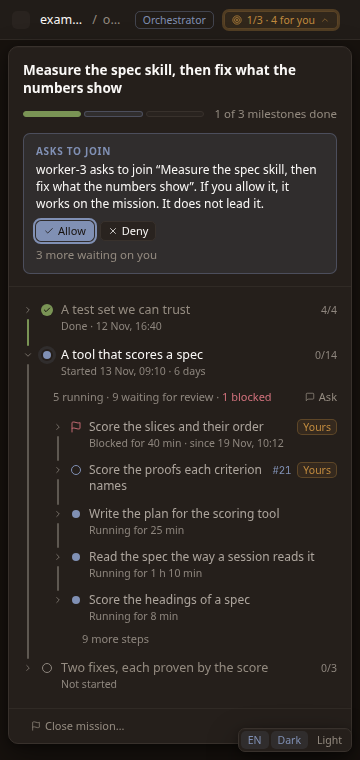 exam... / o... Orchestrator 1/3 · 4 for you
Measure the spec skill, then fix what the
numbers show
1 of 3 milestones done
ASKS TO JOIN
worker-3 asks to join “Measure the spec skill, then
fix what the numbers show”. If you allow it, it
works on the mission. It does not lead it.
Allow Deny
3 more waiting on you
A test set we can trust 4/4
Done · 12 Nov, 16:40
A tool that scores a spec 0/14
Started 13 Nov, 09:10 · 6 days
5 running · 9 waiting for review · 1 blocked Ask
Score the slices and their order Yours
Blocked for 40 min · since 19 Nov, 10:12
Score the proofs each criterion #21 Yours
names
Write the plan for the scoring tool
Running for 25 min
Read the spec the way a session reads it
Running for 1 h 10 min
Score the headings of a spec
Running for 8 min
9 more steps
Two fixes, each proven by the score 0/3
Not started
Close mission...
EN Dark Light